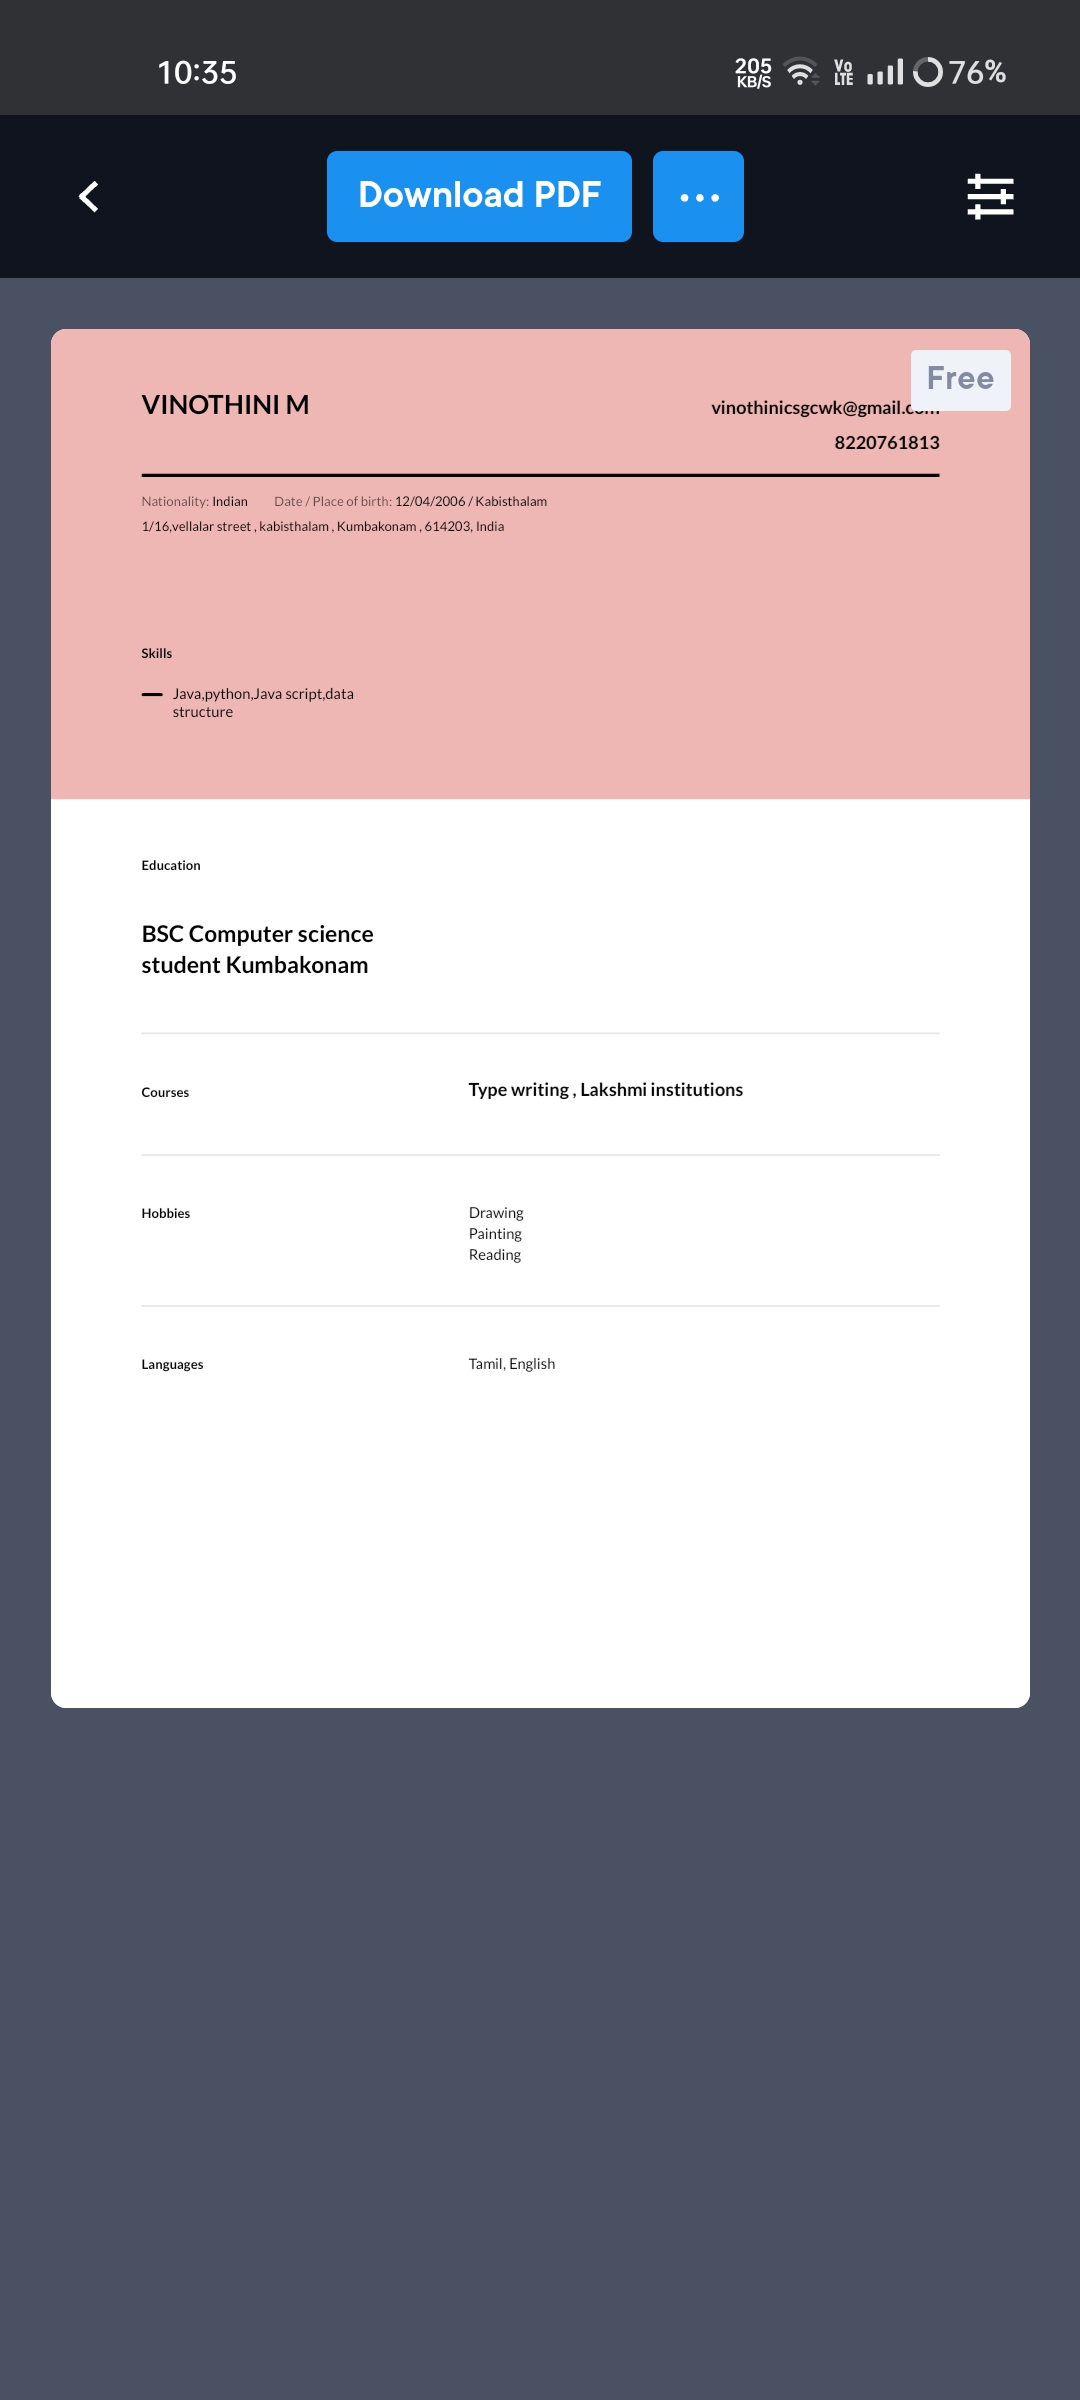 10:35
205
KB/S
Vo
LTE
76%
Download PDF
...
Free
VINOTHINI M
vinothinicsgcwk@gmail.com
8220761813
Nationality: Indian Date / Place of birth: 12/04/2006 / Kabisthalam
1/16,vellalar street , kabisthalam , Kumbakonam , 614203, India
Skills
Java,python,Java script,data
structure
Education
BSC Computer science
student Kumbakonam
Courses
Type writing , Lakshmi institutions
Hobbies
Drawing
Painting
Reading
Languages
Tamil, English